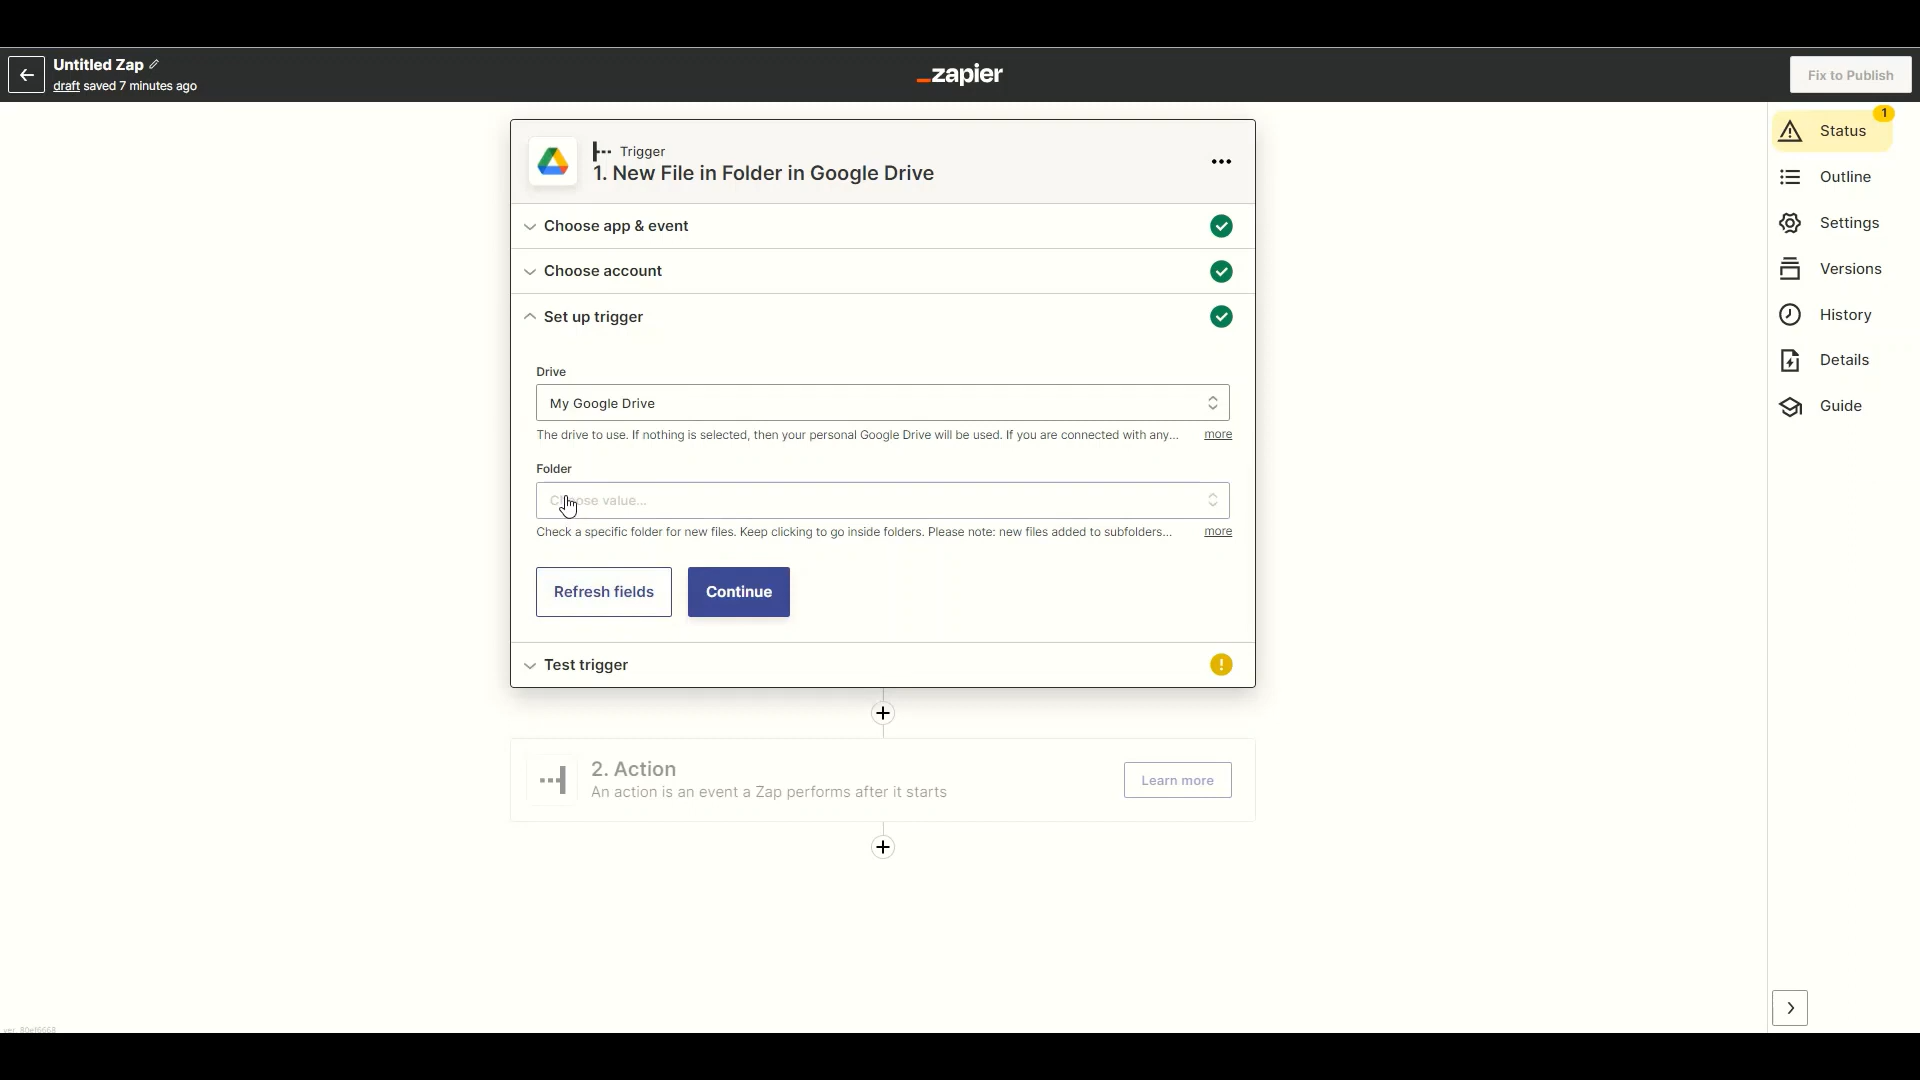 Untitled Zap
draft saved 7 minutes ago
zapier
Fix to Publish
Trigger
1. New File in Folder in Google Drive
Choose app & event
Choose account
Set up trigger
Drive
My Google Drive
The drive to use. If nothing is selected, then your personal Google Drive will be used. If you are connected with any... more
Folder
Choose value...
Check a specific folder for new files. Keep clicking to go inside folders. Please note: new files added to subfolders... more
Refresh fields
Continue
Test trigger
2. Action
An action is an event a Zap performs after it starts
Learn more
1
Status
Outline
Settings
Versions
History
Details
Guide